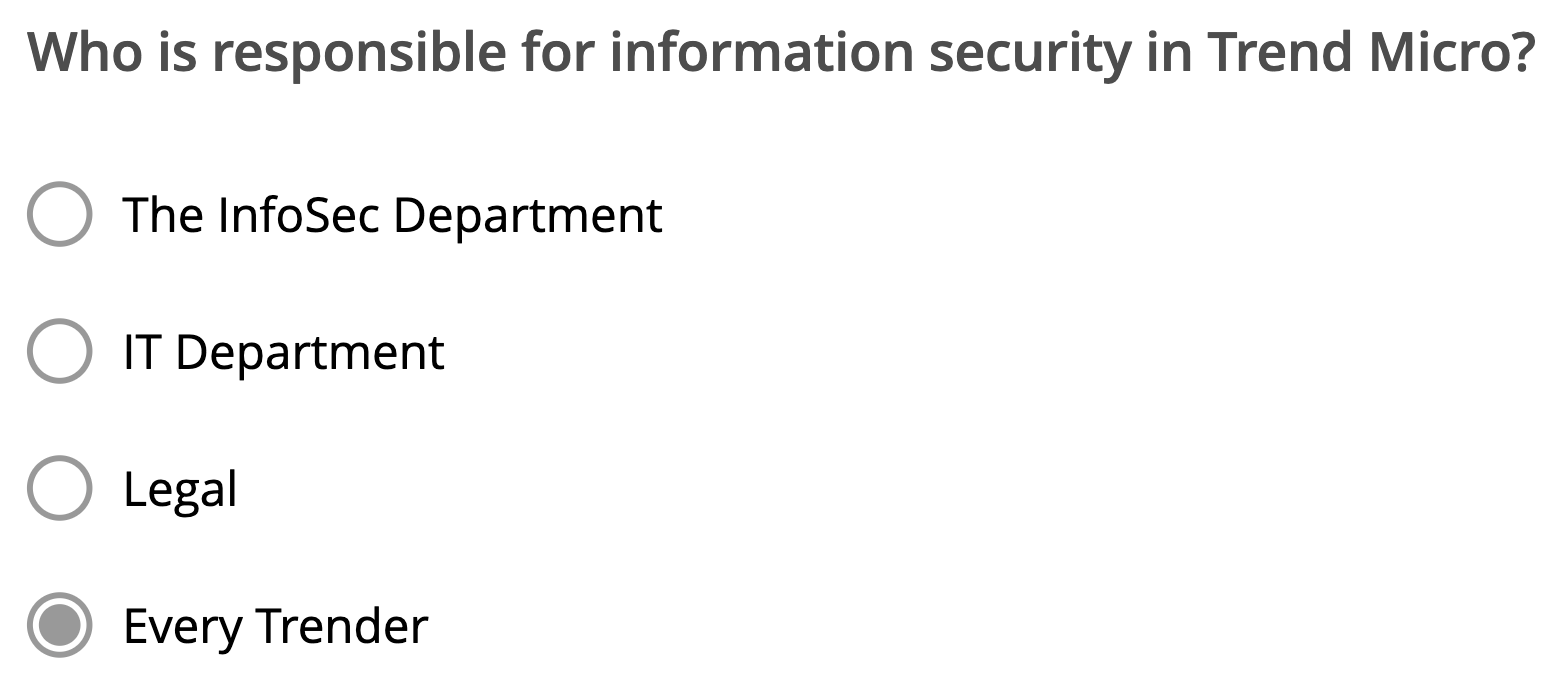 Who is responsible for information security in Trend Micro?
The InfoSec Department
IT Department
Legal
Every Trender